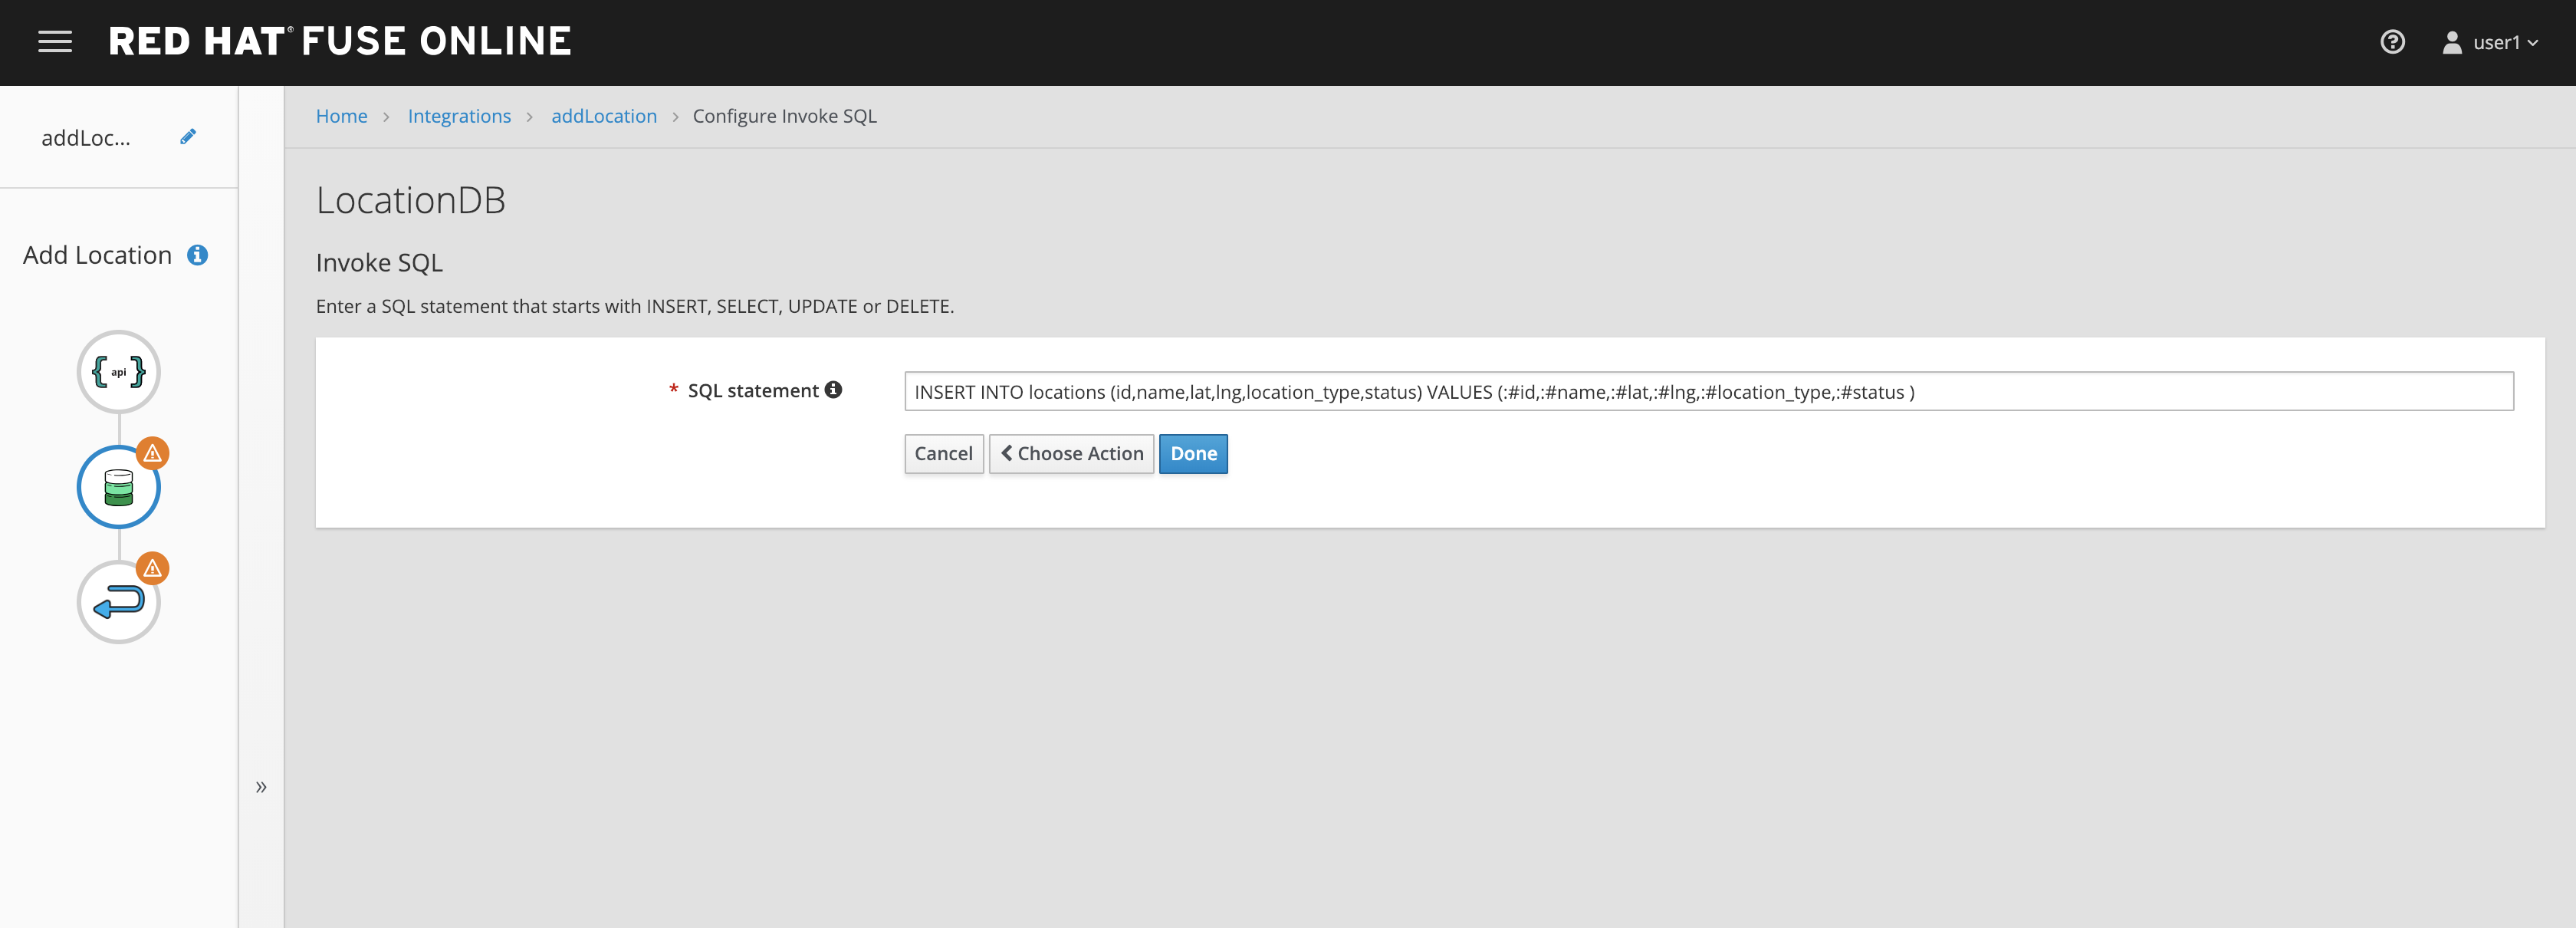 RED HAT® FUSE ONLINE
user1
addLoc...
Home > Integrations > addLocation > Configure Invoke SQL
LocationDB
Add Location
Invoke SQL
Enter a SQL statement that starts with INSERT, SELECT, UPDATE or DELETE.
{api}
* SQL statement
INSERT INTO locations (id,name,lat,lng,location_type,status) VALUES (:#id,:#name,:#lat,:#lng,:#location_type,:#status )
Cancel
Choose Action
Done
»